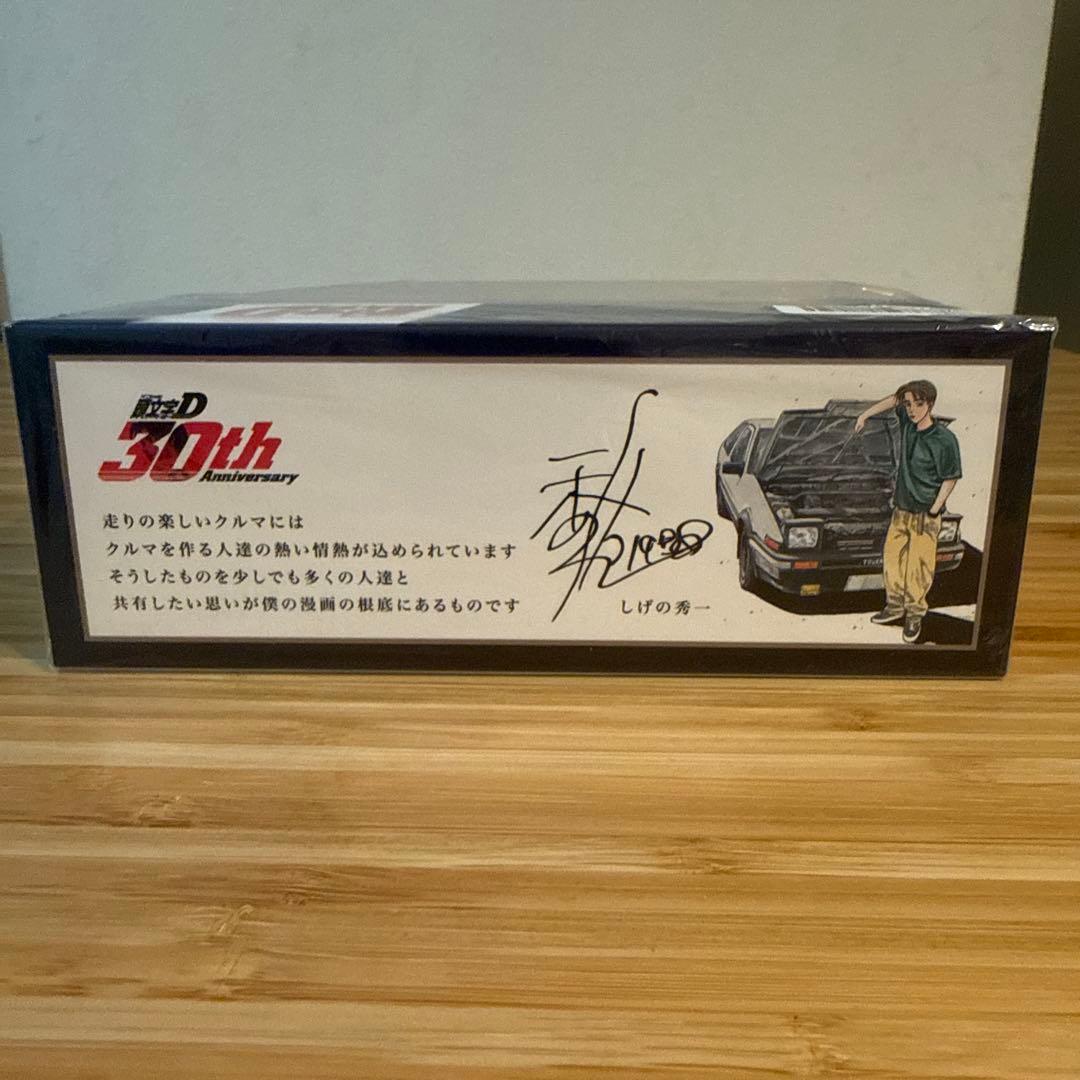 頭文字D
30th
Anniversary
走りの楽しいクルマには
クルマを作る人達の熱い情熱が込められています
そうしたものを少しでも多くの人達と
共有したい思いが僕の漫画の根底にあるものです
しげの秀一